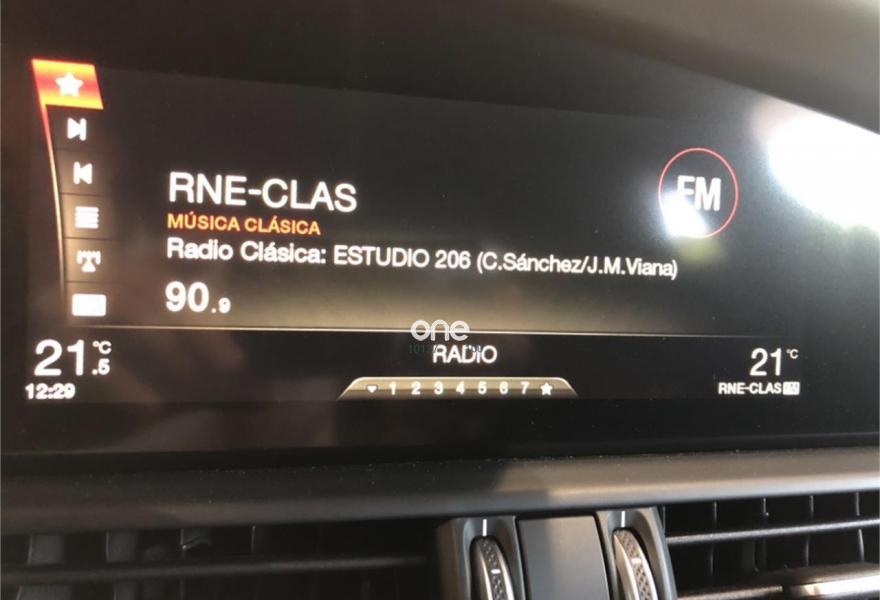 RNE-CLAS
MÚSICA CLÁSICA
Radio Clásica: ESTUDIO 206 (C.Sánchez/J.M.Viana)
90.9
FM
one
21.5 °C
12:29
RADIO
1 2 3 4 5 6 7
21 °C
RNE-CLAS FM